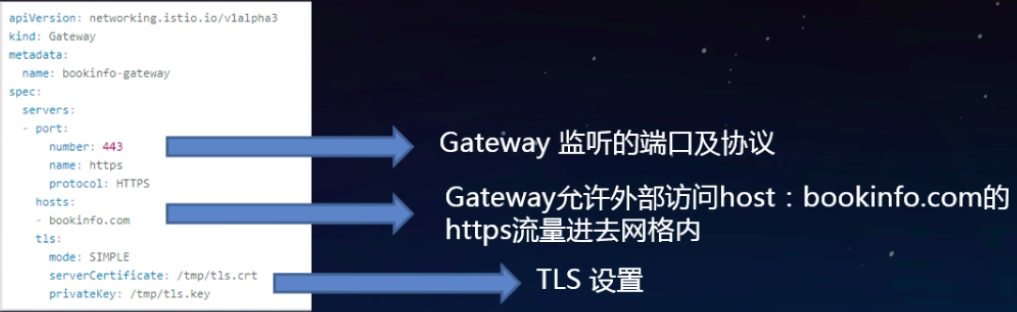 apiVersion: networking.istio.io/v1alpha3
kind: Gateway
metadata:
  name: bookinfo-gateway
spec:
  servers:
  - port:
      number: 443
      name: https
      protocol: HTTPS
    hosts:
    - bookinfo.com
    tls:
      mode: SIMPLE
      serverCertificate: /tmp/tls.crt
      privateKey: /tmp/tls.key
Gateway 监听的端口及协议
Gateway允许外部访问host：bookinfo.com的
https流量进去网格内
TLS 设置